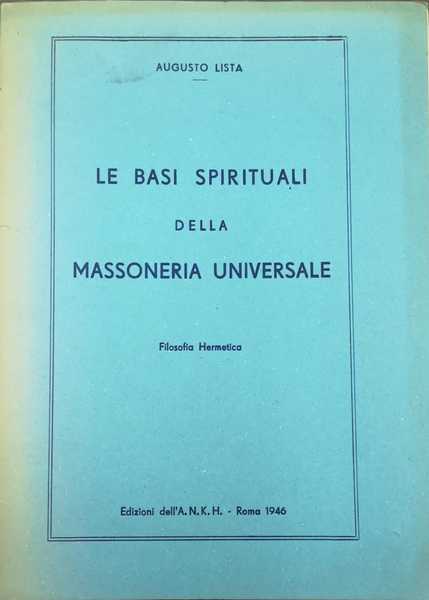 AUGUSTO LISTA
LE BASI SPIRITUALI
DELLA
MASSONERIA UNIVERSALE
Filosofia Hermetica
Edizioni dell'A.N.K.H. - Roma 1946